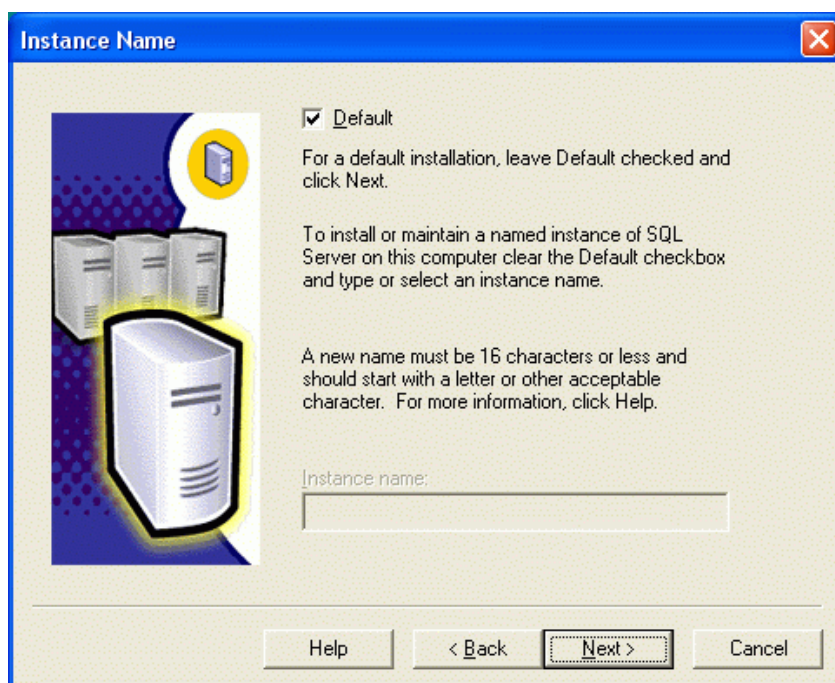 Instance Name
Default
For a default installation, leave Default checked and
click Next.
To install or maintain a named instance of SQL
Server on this computer clear the Default checkbox
and type or select an instance name.
A new name must be 16 characters or less and
should start with a letter or other acceptable
character.  For more information, click Help.
Instance name:
Help
< Back
Next >
Cancel